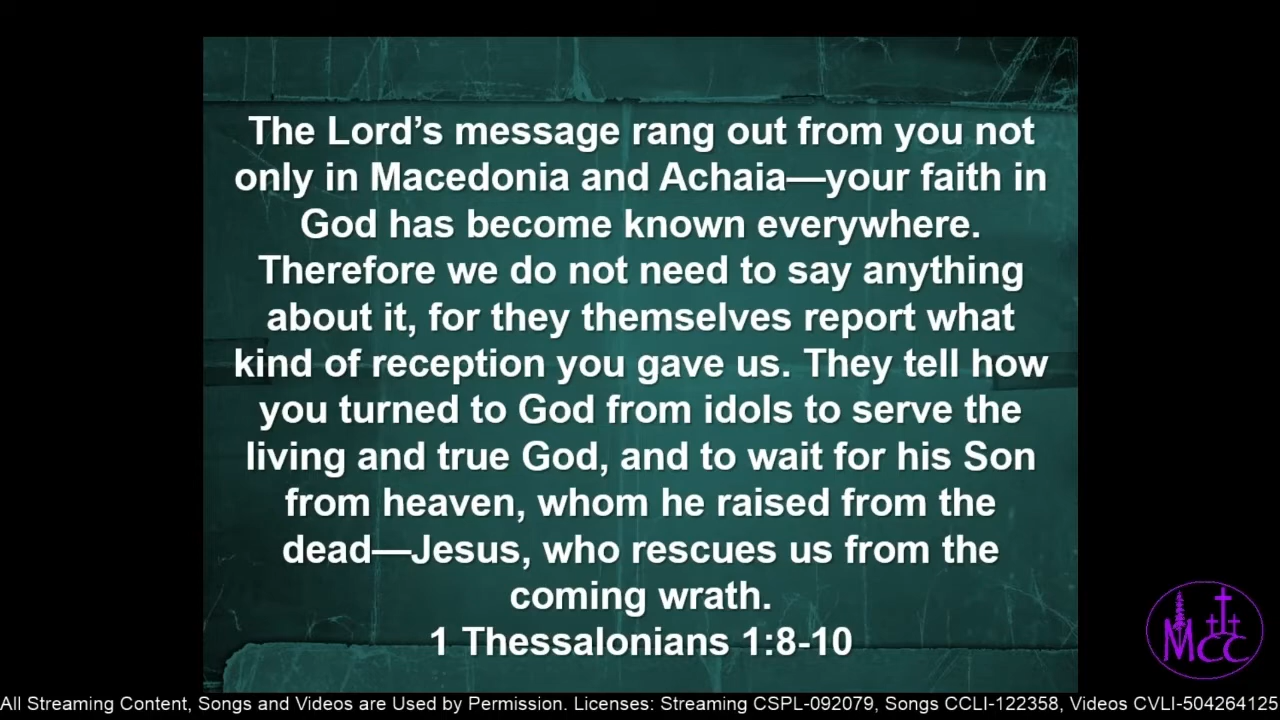 The Lord’s message rang out from you not
only in Macedonia and Achaia—your faith in
God has become known everywhere.
Therefore we do not need to say anything
about it, for they themselves report what
kind of reception you gave us. They tell how
you turned to God from idols to serve the
living and true God, and to wait for his Son
from heaven, whom he raised from the
dead—Jesus, who rescues us from the
coming wrath.
1 Thessalonians 1:8-10
MCC
All Streaming Content, Songs and Videos are Used by Permission. Licenses: Streaming CSPL-092079, Songs CCLI-122358, Videos CVLI-504264125